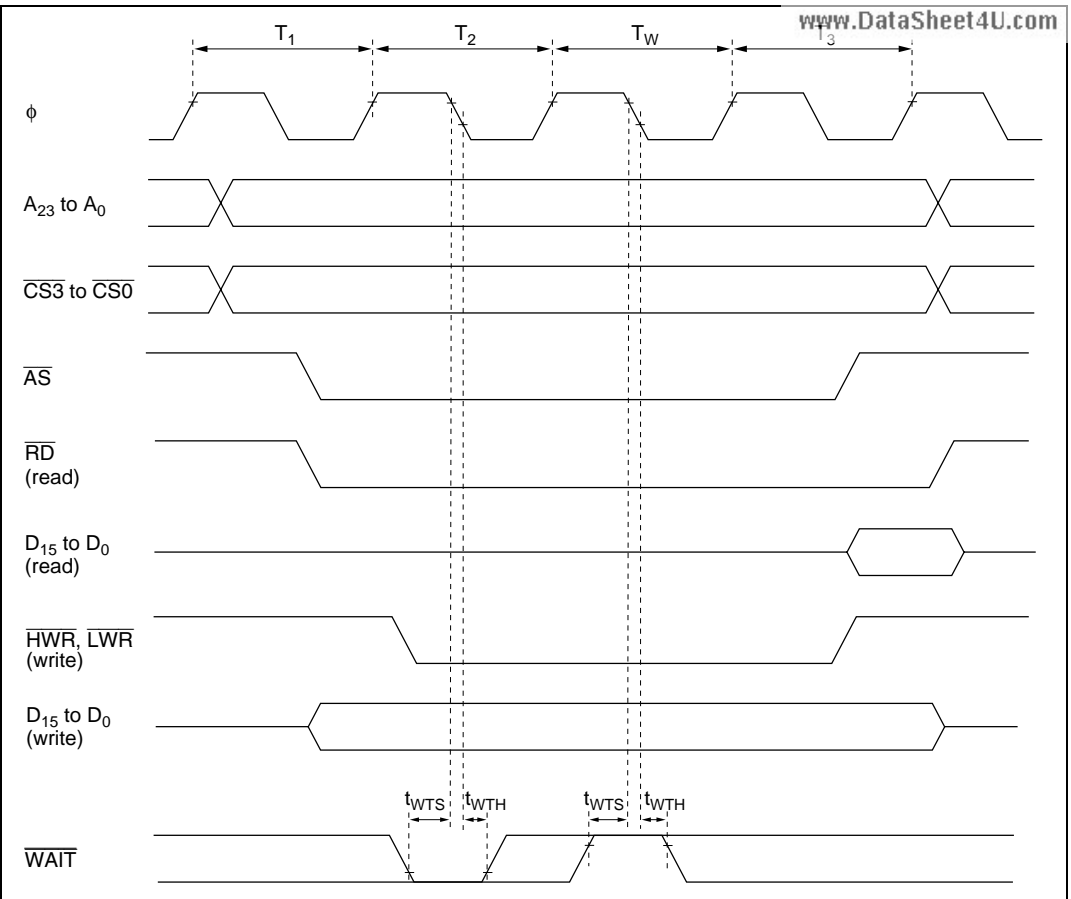 www.DataSheet4U.com
T1 T2 TW T3
ϕ
A23 to A0
CS3 to CS0
AS
RD
(read)
D15 to D0
(read)
HWR, LWR
(write)
D15 to D0
(write)
tWTS tWTH tWTS tWTH
WAIT